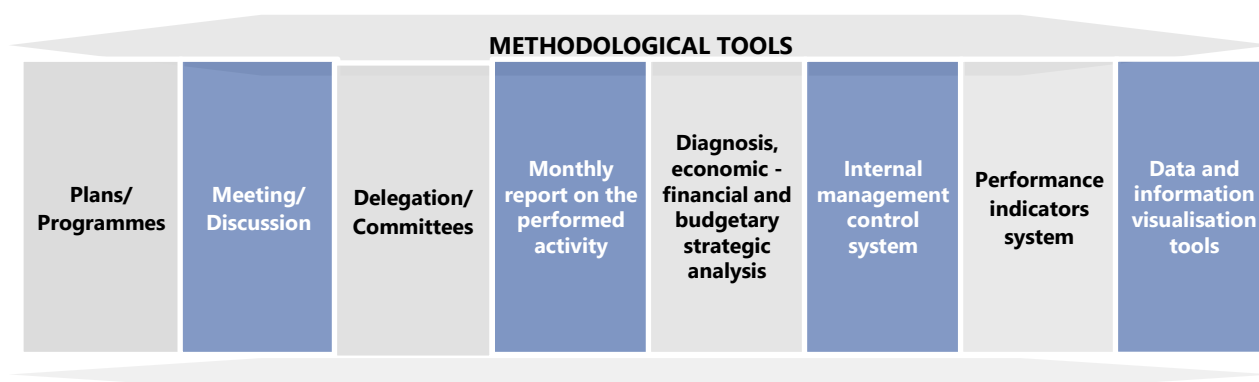 METHODOLOGICAL TOOLS
Plans/
Programmes
Meeting/
Discussion
Delegation/
Committees
Monthly
report on the
performed
activity
Diagnosis,
economic -
financial and
budgetary
strategic
analysis
Internal
management
control
system
Performance
indicators
system
Data and
information
visualisation
tools